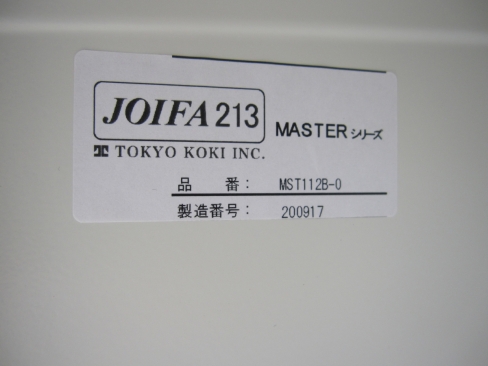 JOIFA 213 MASTER シリーズ
TOKYO KOKI INC.
品 番： MST112B-0
製造番号： 200917